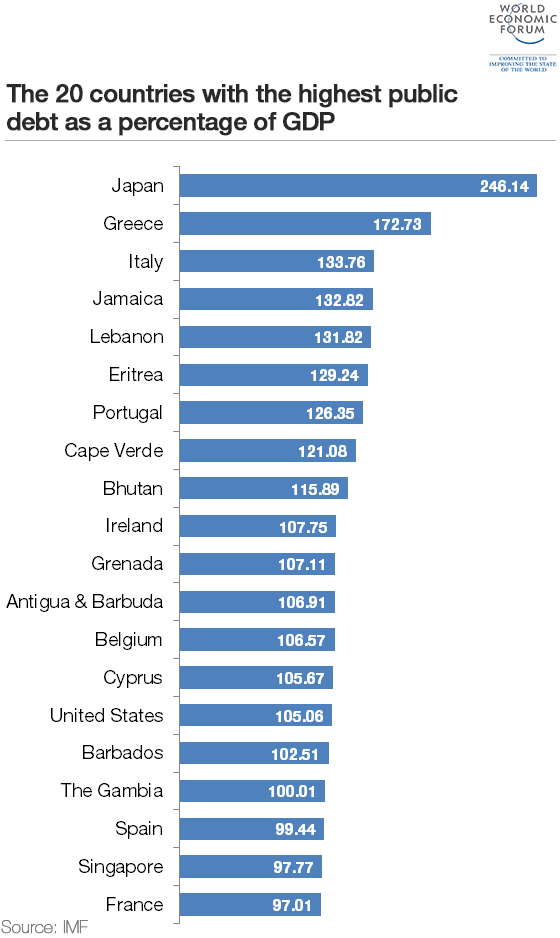 WORLD
ECONOMIC
FORUM
COMMITTED TO
IMPROVING THE STATE
OF THE WORLD
The 20 countries with the highest public
debt as a percentage of GDP
Japan 246.14
Greece 172.73
Italy 133.76
Jamaica 132.82
Lebanon 131.82
Eritrea 129.24
Portugal 126.35
Cape Verde 121.08
Bhutan 115.89
Ireland 107.75
Grenada 107.11
Antigua & Barbuda 106.91
Belgium 106.57
Cyprus 105.67
United States 105.06
Barbados 102.51
The Gambia 100.01
Spain 99.44
Singapore 97.77
France 97.01
Source: IMF